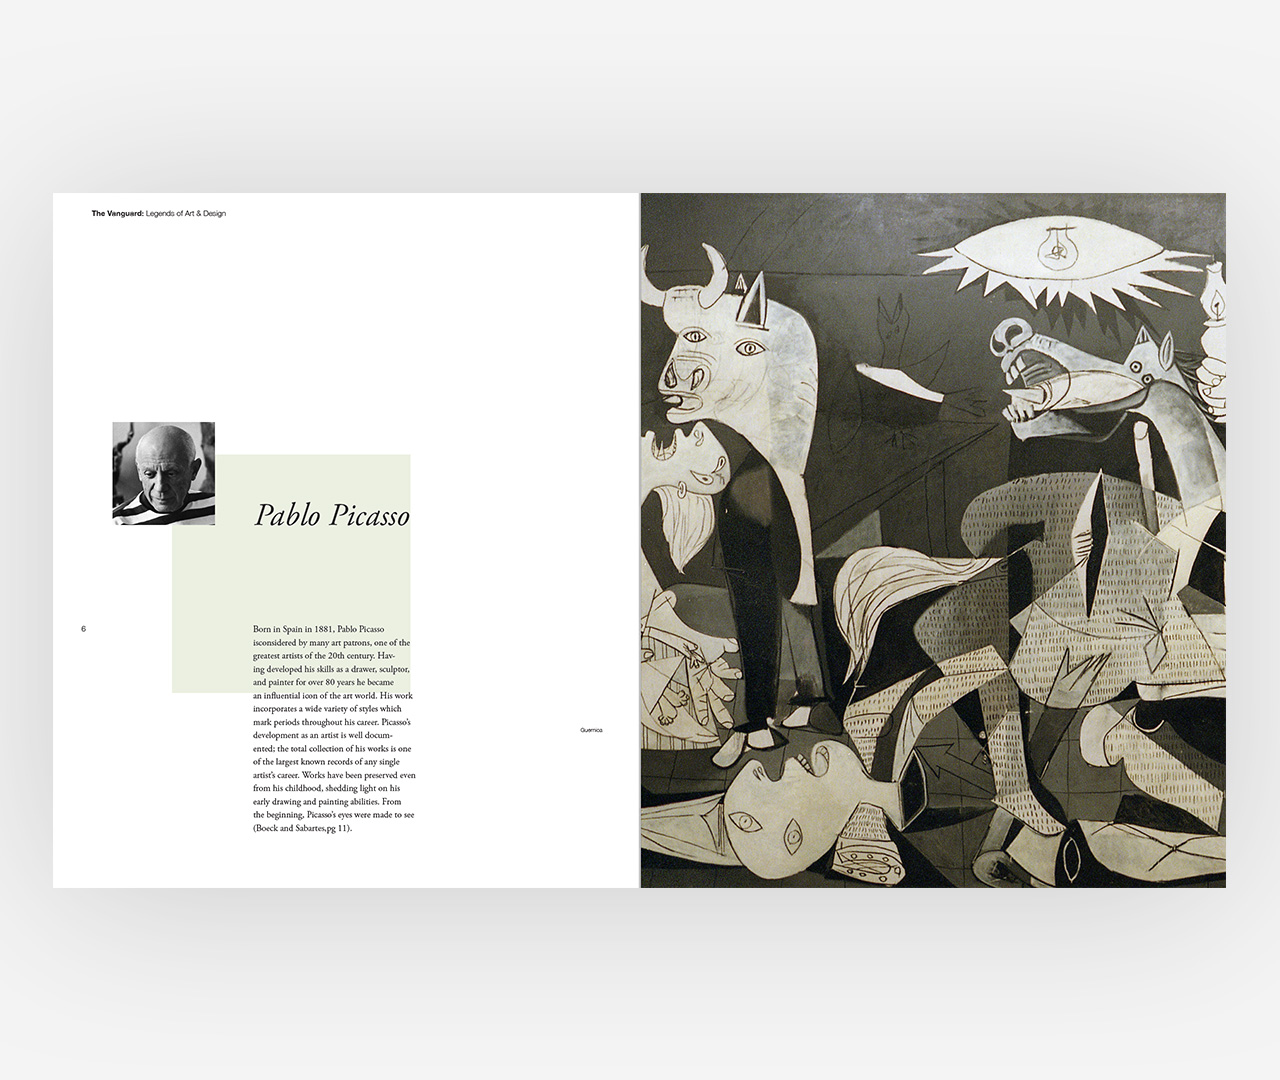 The Vanguard: Legends of Art & Design
Pablo Picasso
6
Born in Spain in 1881, Pablo Picasso
isconsidered by many art patrons, one of the
greatest artists of the 20th century. Hav-
ing developed his skills as a drawer, sculptor,
and painter for over 80 years he became
an influential icon of the art world. His work
incorporates a wide variety of styles which
mark periods throughout his career. Picasso's
development as an artist is well docum-
ented; the total collection of his works is one
of the largest known records of any single
artist's career. Works have been preserved even
from his childhood, shedding light on his
early drawing and painting abilities. From
the beginning, Picasso's eyes were made to see
(Boeck and Sabartes,pg 11).
Guernica